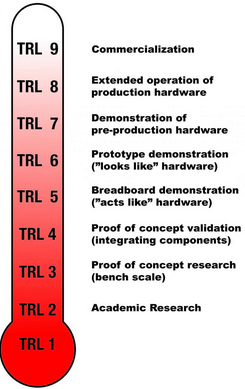 TRL 9 Commercialization
TRL 8 Extended operation of
production hardware
TRL 7 Demonstration of
pre-production hardware
TRL 6 Prototype demonstration
("looks like" hardware)
TRL 5 Breadboard demonstration
("acts like" hardware)
TRL 4 Proof of concept validation
(integrating components)
TRL 3 Proof of concept research
(bench scale)
TRL 2 Academic Research
TRL 1